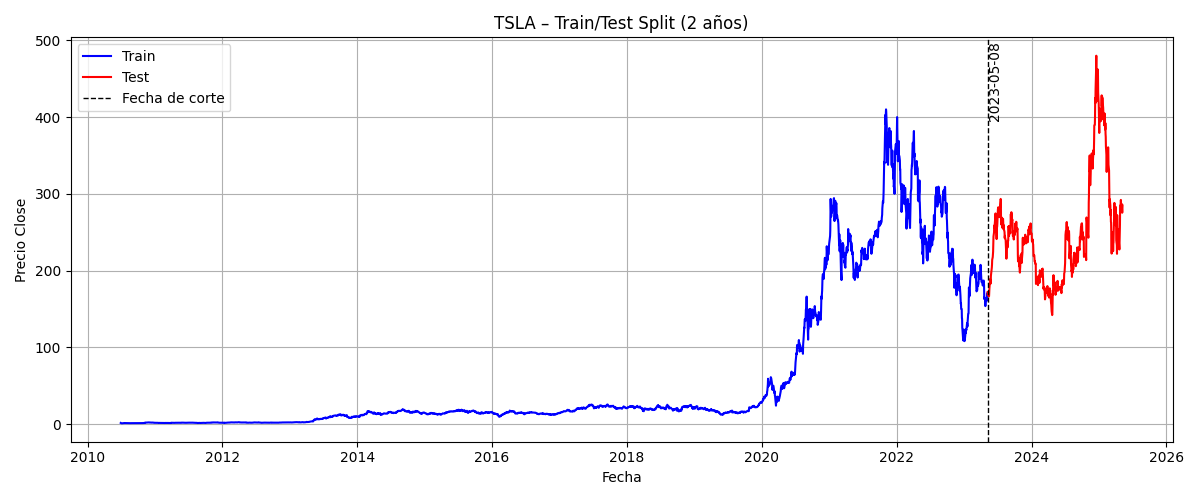 TSLA – Train/Test Split (2 años)
Train
Test
Fecha de corte
2023-05-08
Precio Close
500
400
300
200
100
0
2010
2012
2014
2016
2018
2020
2022
2024
2026
Fecha